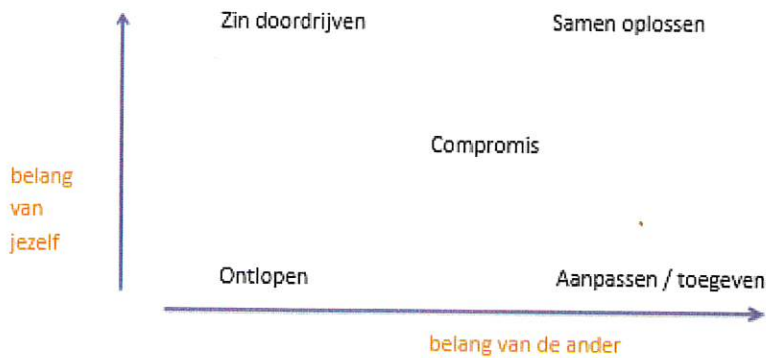 Zin doordrijven
Samen oplossen
Compromis
belang
van
jezelf
Ontlopen
Aanpassen / toegeven
belang van de ander